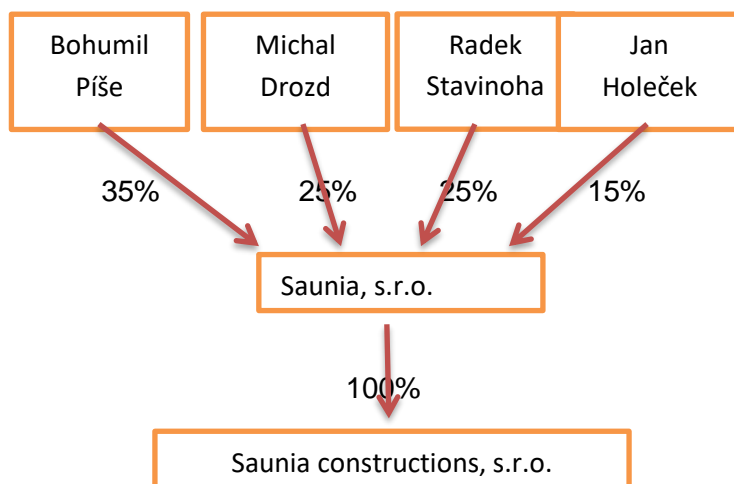 Bohumil
Píše
Michal
Drozd
Radek
Stavinoha
Jan
Holeček
35%
25%
25%
15%
Saunia, s.r.o.
100%
Saunia constructions, s.r.o.